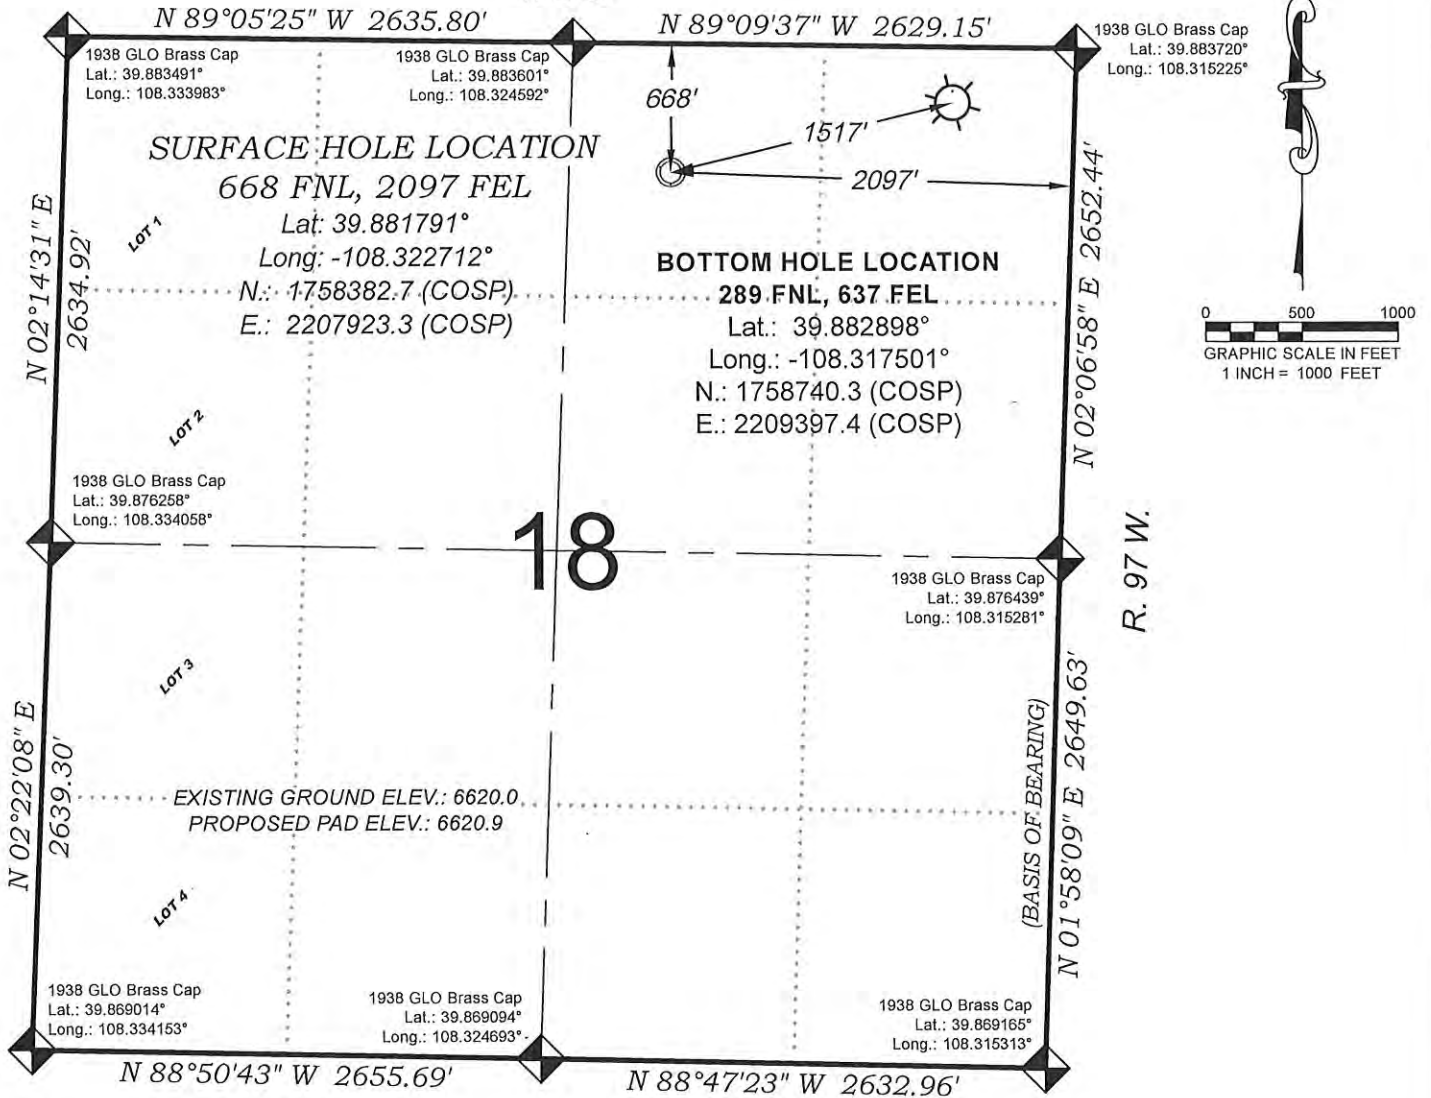 N 89°05'25" W 2635.80'
N 89°09'37" W 2629.15'
1938 GLO Brass Cap
Lat.: 39.883491°
Long.: 108.333983°
1938 GLO Brass Cap
Lat.: 39.883601°
Long.: 108.324592°
1938 GLO Brass Cap
Lat.: 39.883720°
Long.: 108.315225°
668'
1517'
2097'
SURFACE HOLE LOCATION
668 FNL, 2097 FEL
Lat: 39.881791°
Long: -108.322712°
N.: 1758382.7 (COSP)
E.: 2207923.3 (COSP)
BOTTOM HOLE LOCATION
289 FNL, 637 FEL
Lat.: 39.882898°
Long.: -108.317501°
N.: 1758740.3 (COSP)
E.: 2209397.4 (COSP)
N 02°14'31" E
2634.92'
LOT 1
N 02°06'58" E 2652.44'
0 500 1000
GRAPHIC SCALE IN FEET
1 INCH = 1000 FEET
LOT 2
1938 GLO Brass Cap
Lat.: 39.876258°
Long.: 108.334058°
18
1938 GLO Brass Cap
Lat.: 39.876439°
Long.: 108.315281°
R. 97 W.
LOT 3
N 02°22'08" E
2639.30'
(BASIS OF BEARING)
N 01°58'09" E 2649.63'
EXISTING GROUND ELEV.: 6620.0
PROPOSED PAD ELEV.: 6620.9
LOT 4
1938 GLO Brass Cap
Lat.: 39.869014°
Long.: 108.334153°
1938 GLO Brass Cap
Lat.: 39.869094°
Long.: 108.324693°
1938 GLO Brass Cap
Lat.: 39.869165°
Long.: 108.315313°
N 88°50'43" W 2655.69'
N 88°47'23" W 2632.96'